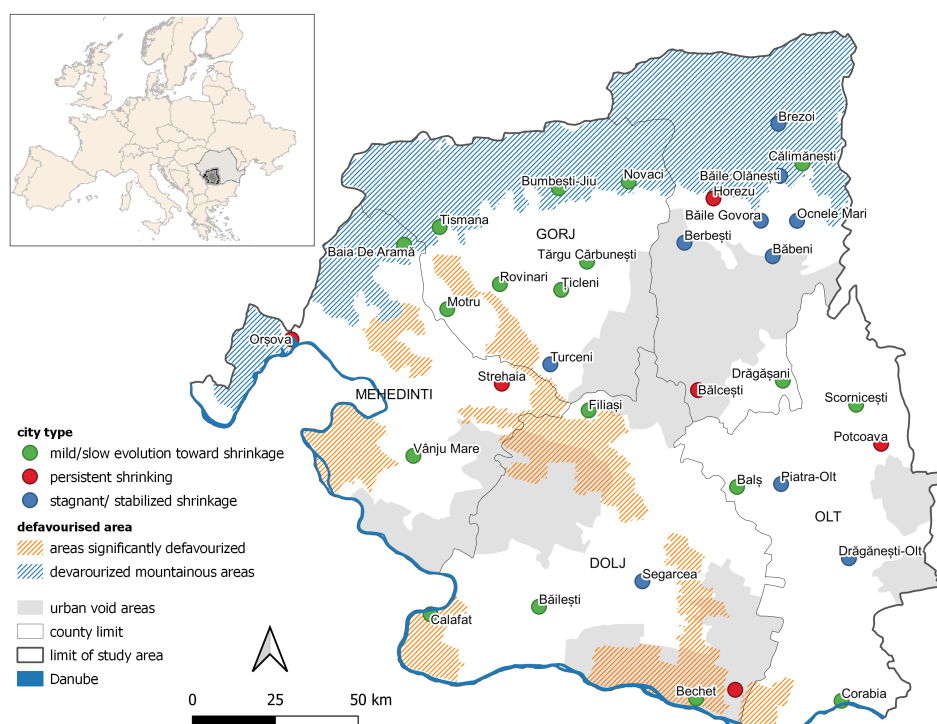 Brezoi
Călimănești
Băile Olănești
Bumbești-Jiu
Novaci
Horezu
Băile Govora
Ocnele Mari
Tismana
GORJ
Berbești
Baia De Aramă
Tărgu Cărbunești
Băbeni
Rovinari
Țicleni
Motru
Orșova
Turceni
Strehaia
Drăgășani
Bălcești
MEHEDINTI
Scornicești
Filiași
city type
Potcoava
mild/slow evolution toward shrinkage
Vânju Mare
persistent shrinking
Balș
Piatra-Olt
stagnant/ stabilized shrinkage
OLT
defavourised area
areas significantly defavourized
Drăgănești-Olt
DOLJ
devarourized mountainous areas
Segarcea
Băilești
urban void areas
Calafat
county limit
limit of study area
Danube
Bechet
Corabia
0 25 50 km